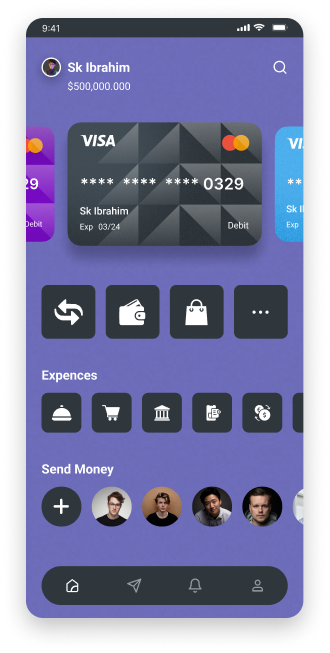 9:41
Sk Ibrahim
$500,000.000
VISA
**** **** **** 0329
Sk Ibrahim
Exp 03/24
Debit
29
Debit
VI
**
Sk I
Exp
Expences
Send Money